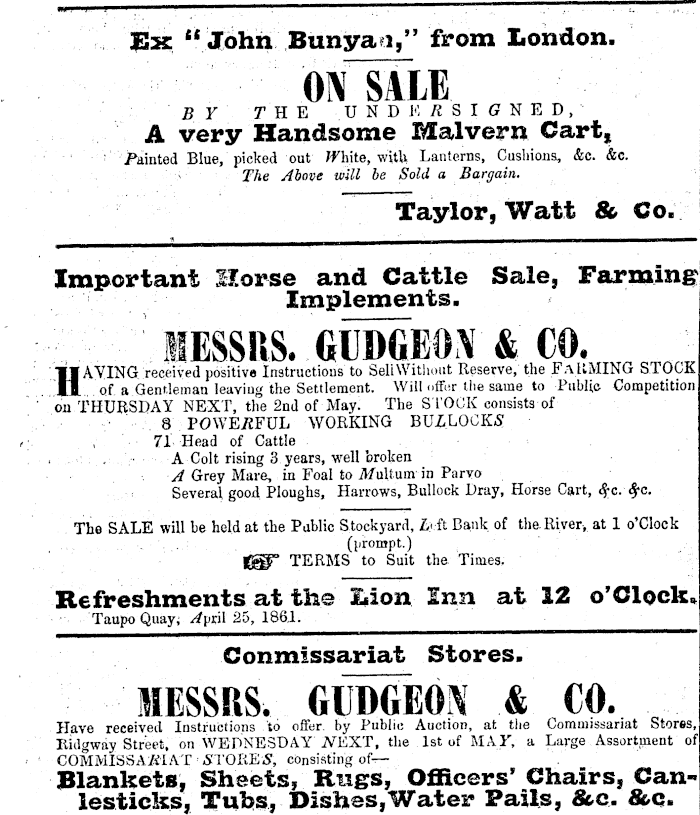 Ex "John Bunyan," from London.
ON SALE
BY THE UNDERSIGNED,
A very Handsome Malvern Cart,
Painted Blue, picked out White, with Lanterns, Cushions, &c. &c.
The Above will be Sold a Bargain.
Taylor, Watt & Co.
Important Horse and Cattle Sale, Farming
Implements.
MESSRS. GUDGEON & CO.
HAVING received positive Instructions to Sell Without Reserve, the FARMING STOCK
of a Gentleman leaving the Settlement. Will offer the same to Public Competition
on THURSDAY NEXT, the 2nd of May. The STOCK consists of
8 POWERFUL WORKING BULLOCKS
71 Head of Cattle
A Colt rising 3 years, well broken
A Grey Mare, in Foal to Multum in Parvo
Several good Ploughs, Harrows, Bullock Dray, Horse Cart, &c. &c.
The SALE will be held at the Public Stockyard, Left Bank of the River, at 1 o'Clock
(prompt.)
☞ TERMS to Suit the Times.
Refreshments at the Lion Inn at 12 o'Clock.
Taupo Quay, April 25, 1861.
Conmissariat Stores.
MESSRS. GUDGEON & CO.
Have received Instructions to offer by Public Auction, at the Commissariat Stores,
Ridgway Street, on WEDNESDAY NEXT, the 1st of MAY, a Large Assortment of
COMMISSARIAT STORES, consisting of—
Blankets, Sheets, Rugs, Officers' Chairs, Can-
lesticks, Tubs, Dishes, Water Pails, &c. &c.